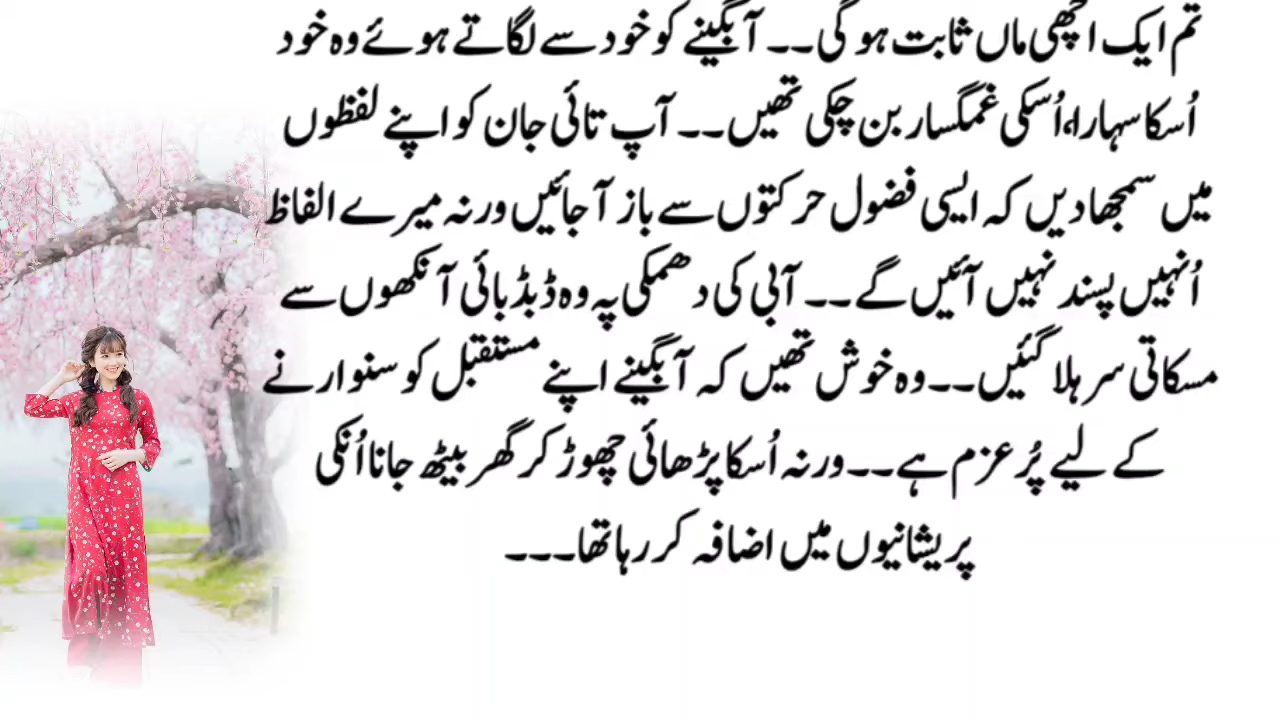 تم ایک اچھی ماں ثابت ہوگی۔۔ آبگینے کو خود سے لگاتے ہوئے وہ خود
اُسکا سہارا،اُسکی غمگسار بن چکی تھیں۔۔ آپ تائی جان کو اپنے لفظوں
میں سمجھا دیں کہ ایسی فضول حرکتوں سے باز آ جائیں ورنہ میرے الفاظ
اُنہیں پسند نہیں آئیں گے۔۔ آبی کی دھمکی پہ وہ ڈبڈبائی آنکھوں سے
مسکاتی سر ہلا گئیں۔۔وہ خوش تھیں کہ آبگینے اپنے مستقبل کو سنوارنے
کے لیے پُر عزم ہے۔۔ورنہ اُسکا پڑھائی چھوڑ کر گھر بیٹھ جانا اُنکی
پریشانیوں میں اضافہ کر رہا تھا۔۔۔